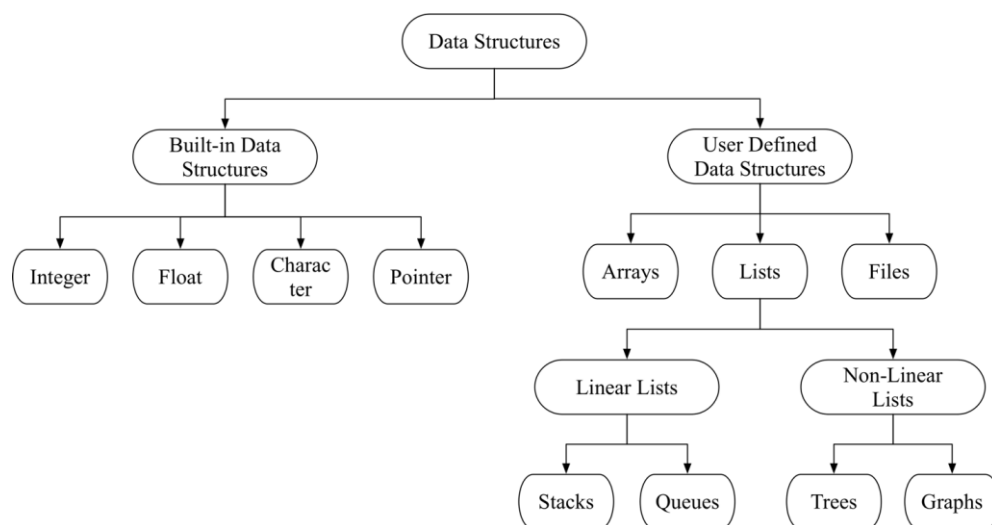 Data Structures
Built-in Data
Structures
User Defined
Data Structures
Integer
Float
Charac
ter
Pointer
Arrays
Lists
Files
Linear Lists
Non-Linear
Lists
Stacks
Queues
Trees
Graphs